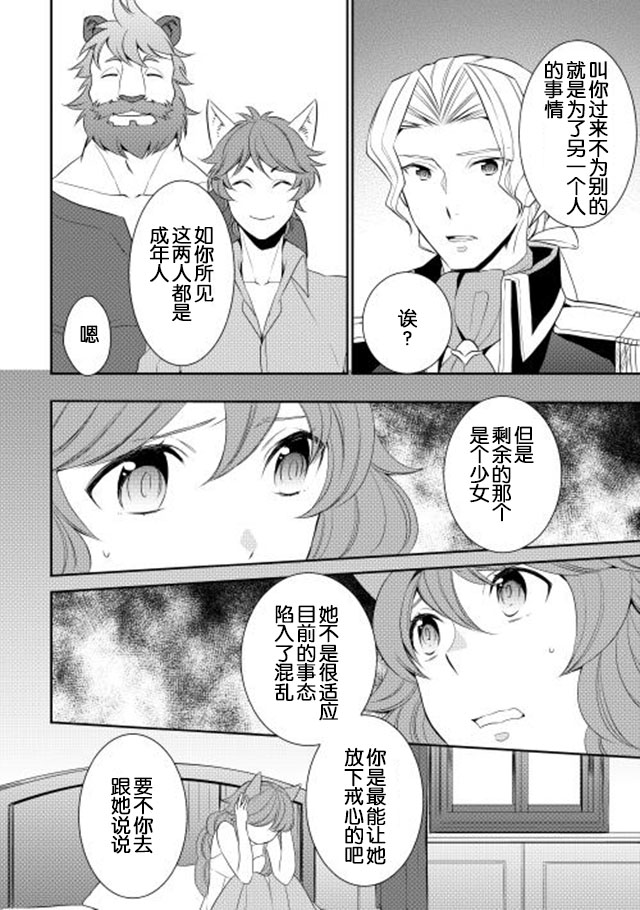 叫你过来不为别的
就是为了另一个人
的事情
诶?
如你所见
这两人都是
成年人
嗯
但是
剩余的那个
是个少女
她不是很适应
目前的事态
陷入了混乱
你是最能让她
放下戒心的吧
要不你去
跟她说说